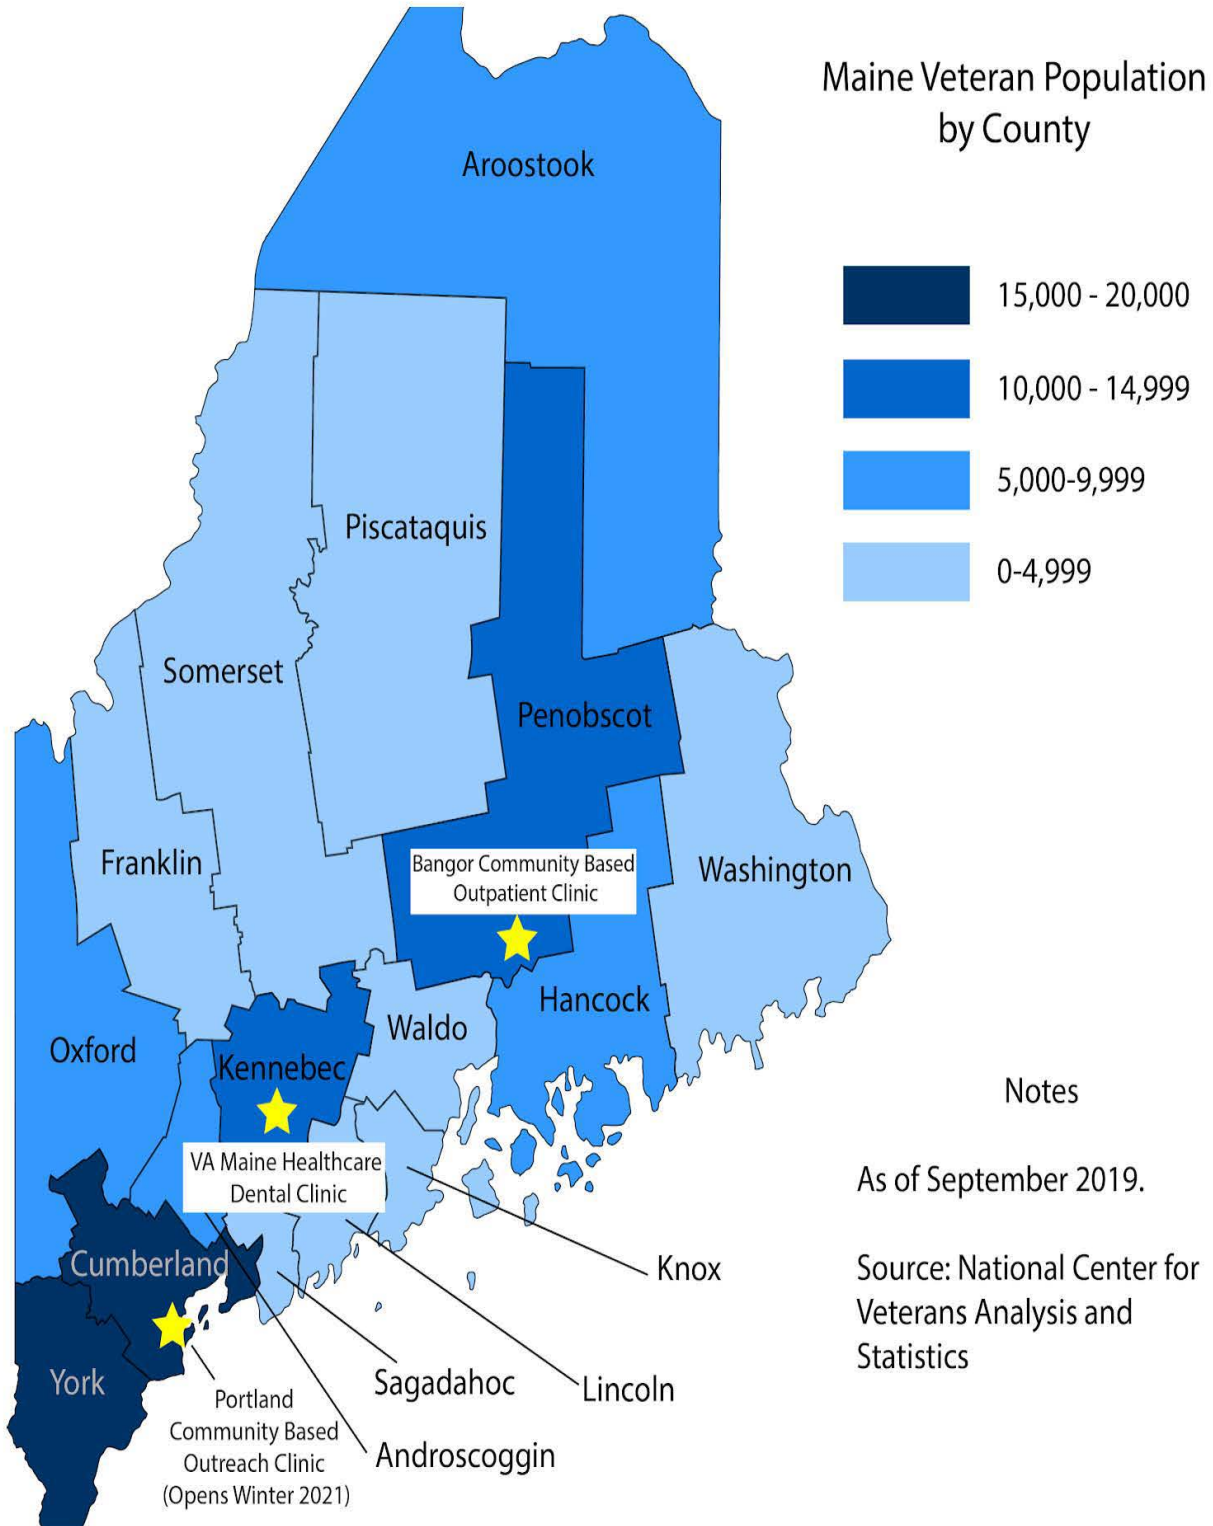 Maine Veteran Population
by County
15,000 - 20,000
10,000 - 14,999
5,000-9,999
0-4,999
Aroostook
Piscataquis
Somerset
Penobscot
Franklin
Bangor Community Based
Outpatient Clinic
Washington
Hancock
Waldo
Oxford
Kennebec
VA Maine Healthcare
Dental Clinic
Cumberland
York
Knox
Lincoln
Sagadahoc
Androscoggin
Portland
Community Based
Outreach Clinic
(Opens Winter 2021)
Notes
As of September 2019.
Source: National Center for
Veterans Analysis and
Statistics